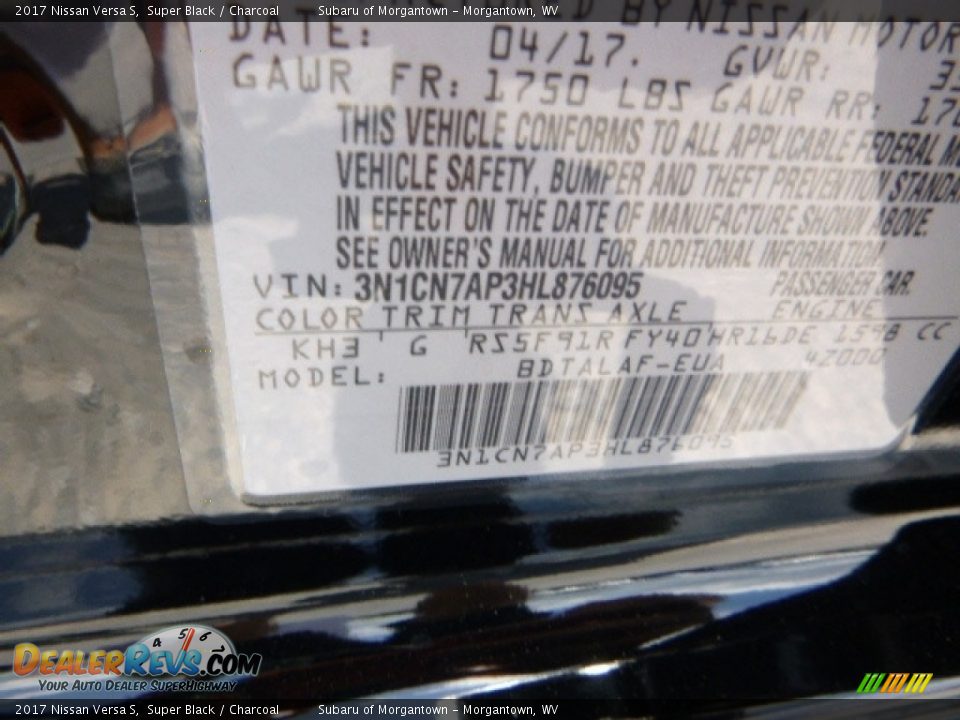 2017 Nissan Versa S, Super Black / Charcoal Subaru of Morgantown - Morgantown, WV
BY NISSAN MOTOR
DATE: 04/17. GVWR:
GAWR FR: 1750 LBS GAWR RR:
THIS VEHICLE CONFORMS TO ALL APPLICABLE FEDERAL
VEHICLE SAFETY, BUMPER AND THEFT PREVENTION
IN EFFECT ON THE DATE OF MANUFACTURE SHOWN ABOVE.
SEE OWNER'S MANUAL FOR ADDITIONAL INFORMATION.
VIN: 3N1CN7AP3HL876095 PASSENGER CAR.
COLOR TRIM TRANS AXLE ENGINE
KH3 G RS5F91R FY40 HR16DE 1598 CC
MODEL: BDTALAF-EUA 42000
3N1CN7AP3HL876095
DEALERREVS.COM
YOUR AUTO DEALER SUPERHIGHWAY
2017 Nissan Versa S, Super Black / Charcoal Subaru of Morgantown - Morgantown, WV